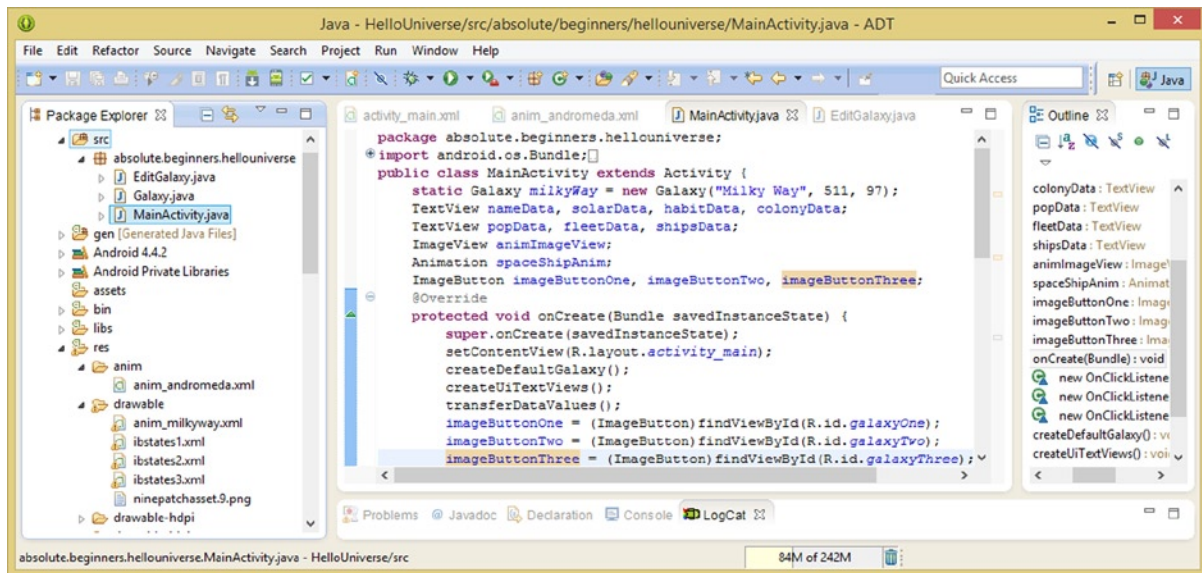 Java - HelloUniverse/src/absolute/beginners/hellouniverse/MainActivity.java - ADT
File Edit Refactor Source Navigate Search Project Run Window Help
Quick Access
Java
Package Explorer
src
absolute.beginners.hellouniverse
EditGalaxy.java
Galaxy.java
MainActivity.java
gen [Generated Java Files]
Android 4.4.2
Android Private Libraries
assets
bin
libs
res
anim
anim_andromeda.xml
drawable
anim_milkyway.xml
ibstates1.xml
ibstates2.xml
ibstates3.xml
ninepatchasset.9.png
drawable-hdpi
activity_main.xml anim_andromeda.xml MainActivity.java EditGalaxy.java
package absolute.beginners.hellouniverse;
import android.os.Bundle;
public class MainActivity extends Activity {
static Galaxy milkyWay = new Galaxy("Milky Way", 511, 97);
TextView nameData, solarData, habitData, colonyData;
TextView popData, fleetData, shipsData;
ImageView animImageView;
Animation spaceShipAnim;
ImageButton imageButtonOne, imageButtonTwo, imageButtonThree;
@Override
protected void onCreate(Bundle savedInstanceState) {
super.onCreate(savedInstanceState);
setContentView(R.layout.activity_main);
createDefaultGalaxy();
createUiTextViews();
transferDataValues();
imageButtonOne = (ImageButton)findViewById(R.id.galaxyOne);
imageButtonTwo = (ImageButton)findViewById(R.id.galaxyTwo);
imageButtonThree = (ImageButton)findViewById(R.id.galaxyThree);
Outline
colonyData : TextView
popData : TextView
fleetData : TextView
shipsData : TextView
animImageView : Image
spaceShipAnim : Animat
imageButtonOne : Image
imageButtonTwo : Imag
imageButtonThree : Ima
onCreate(Bundle) : void
new OnClickListene
new OnClickListene
new OnClickListene
createDefaultGalaxy() : vo
createUiTextViews() : voi
Problems Javadoc Declaration Console LogCat
absolute.beginners.hellouniverse.MainActivity.java - HelloUniverse/src
84M of 242M